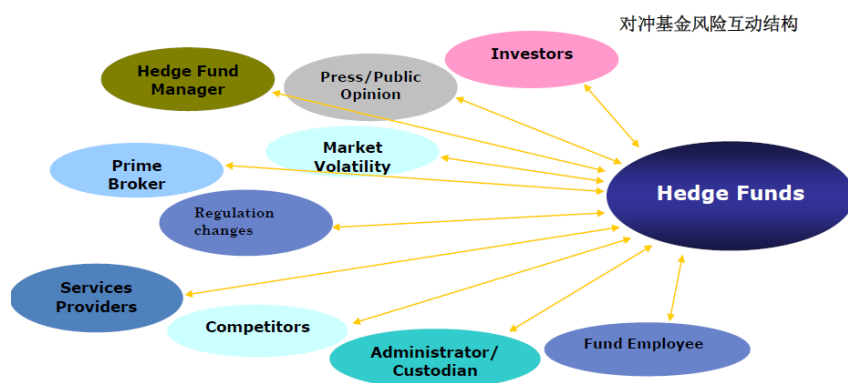 对冲基金风险互动结构
Investors
Hedge Fund
Manager
Press/Public
Opinion
Market
Volatility
Prime
Broker
Hedge Funds
Regulation
changes
Services
Providers
Competitors
Administrator/
Custodian
Fund Employee